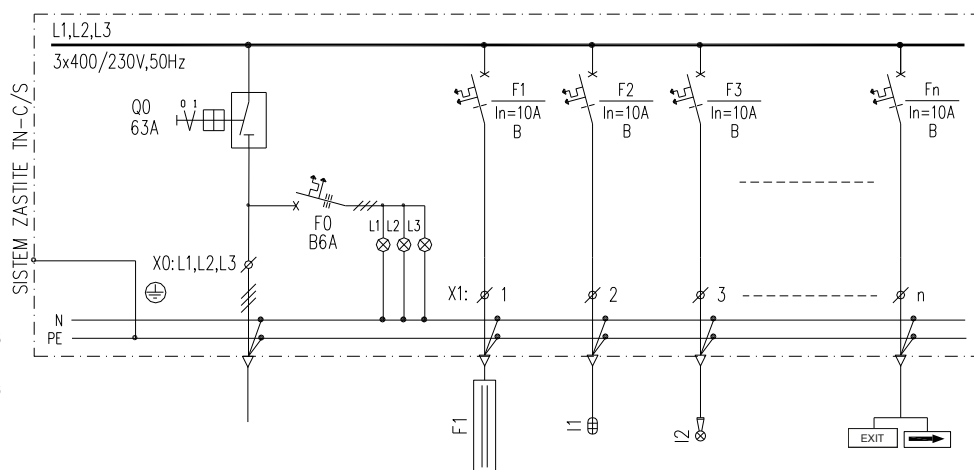 L1,L2,L3
3x400/230V,50Hz
SISTEM ZASTITE TN-C/S
Q0
63A
0 1
F0
B6A
L1 L2 L3
X0:L1,L2,L3
F1
In=10A
B
F2
In=10A
B
F3
In=10A
B
Fn
In=10A
B
X1: 1 2 3 n
N
PE
F1
I1
I2
EXIT